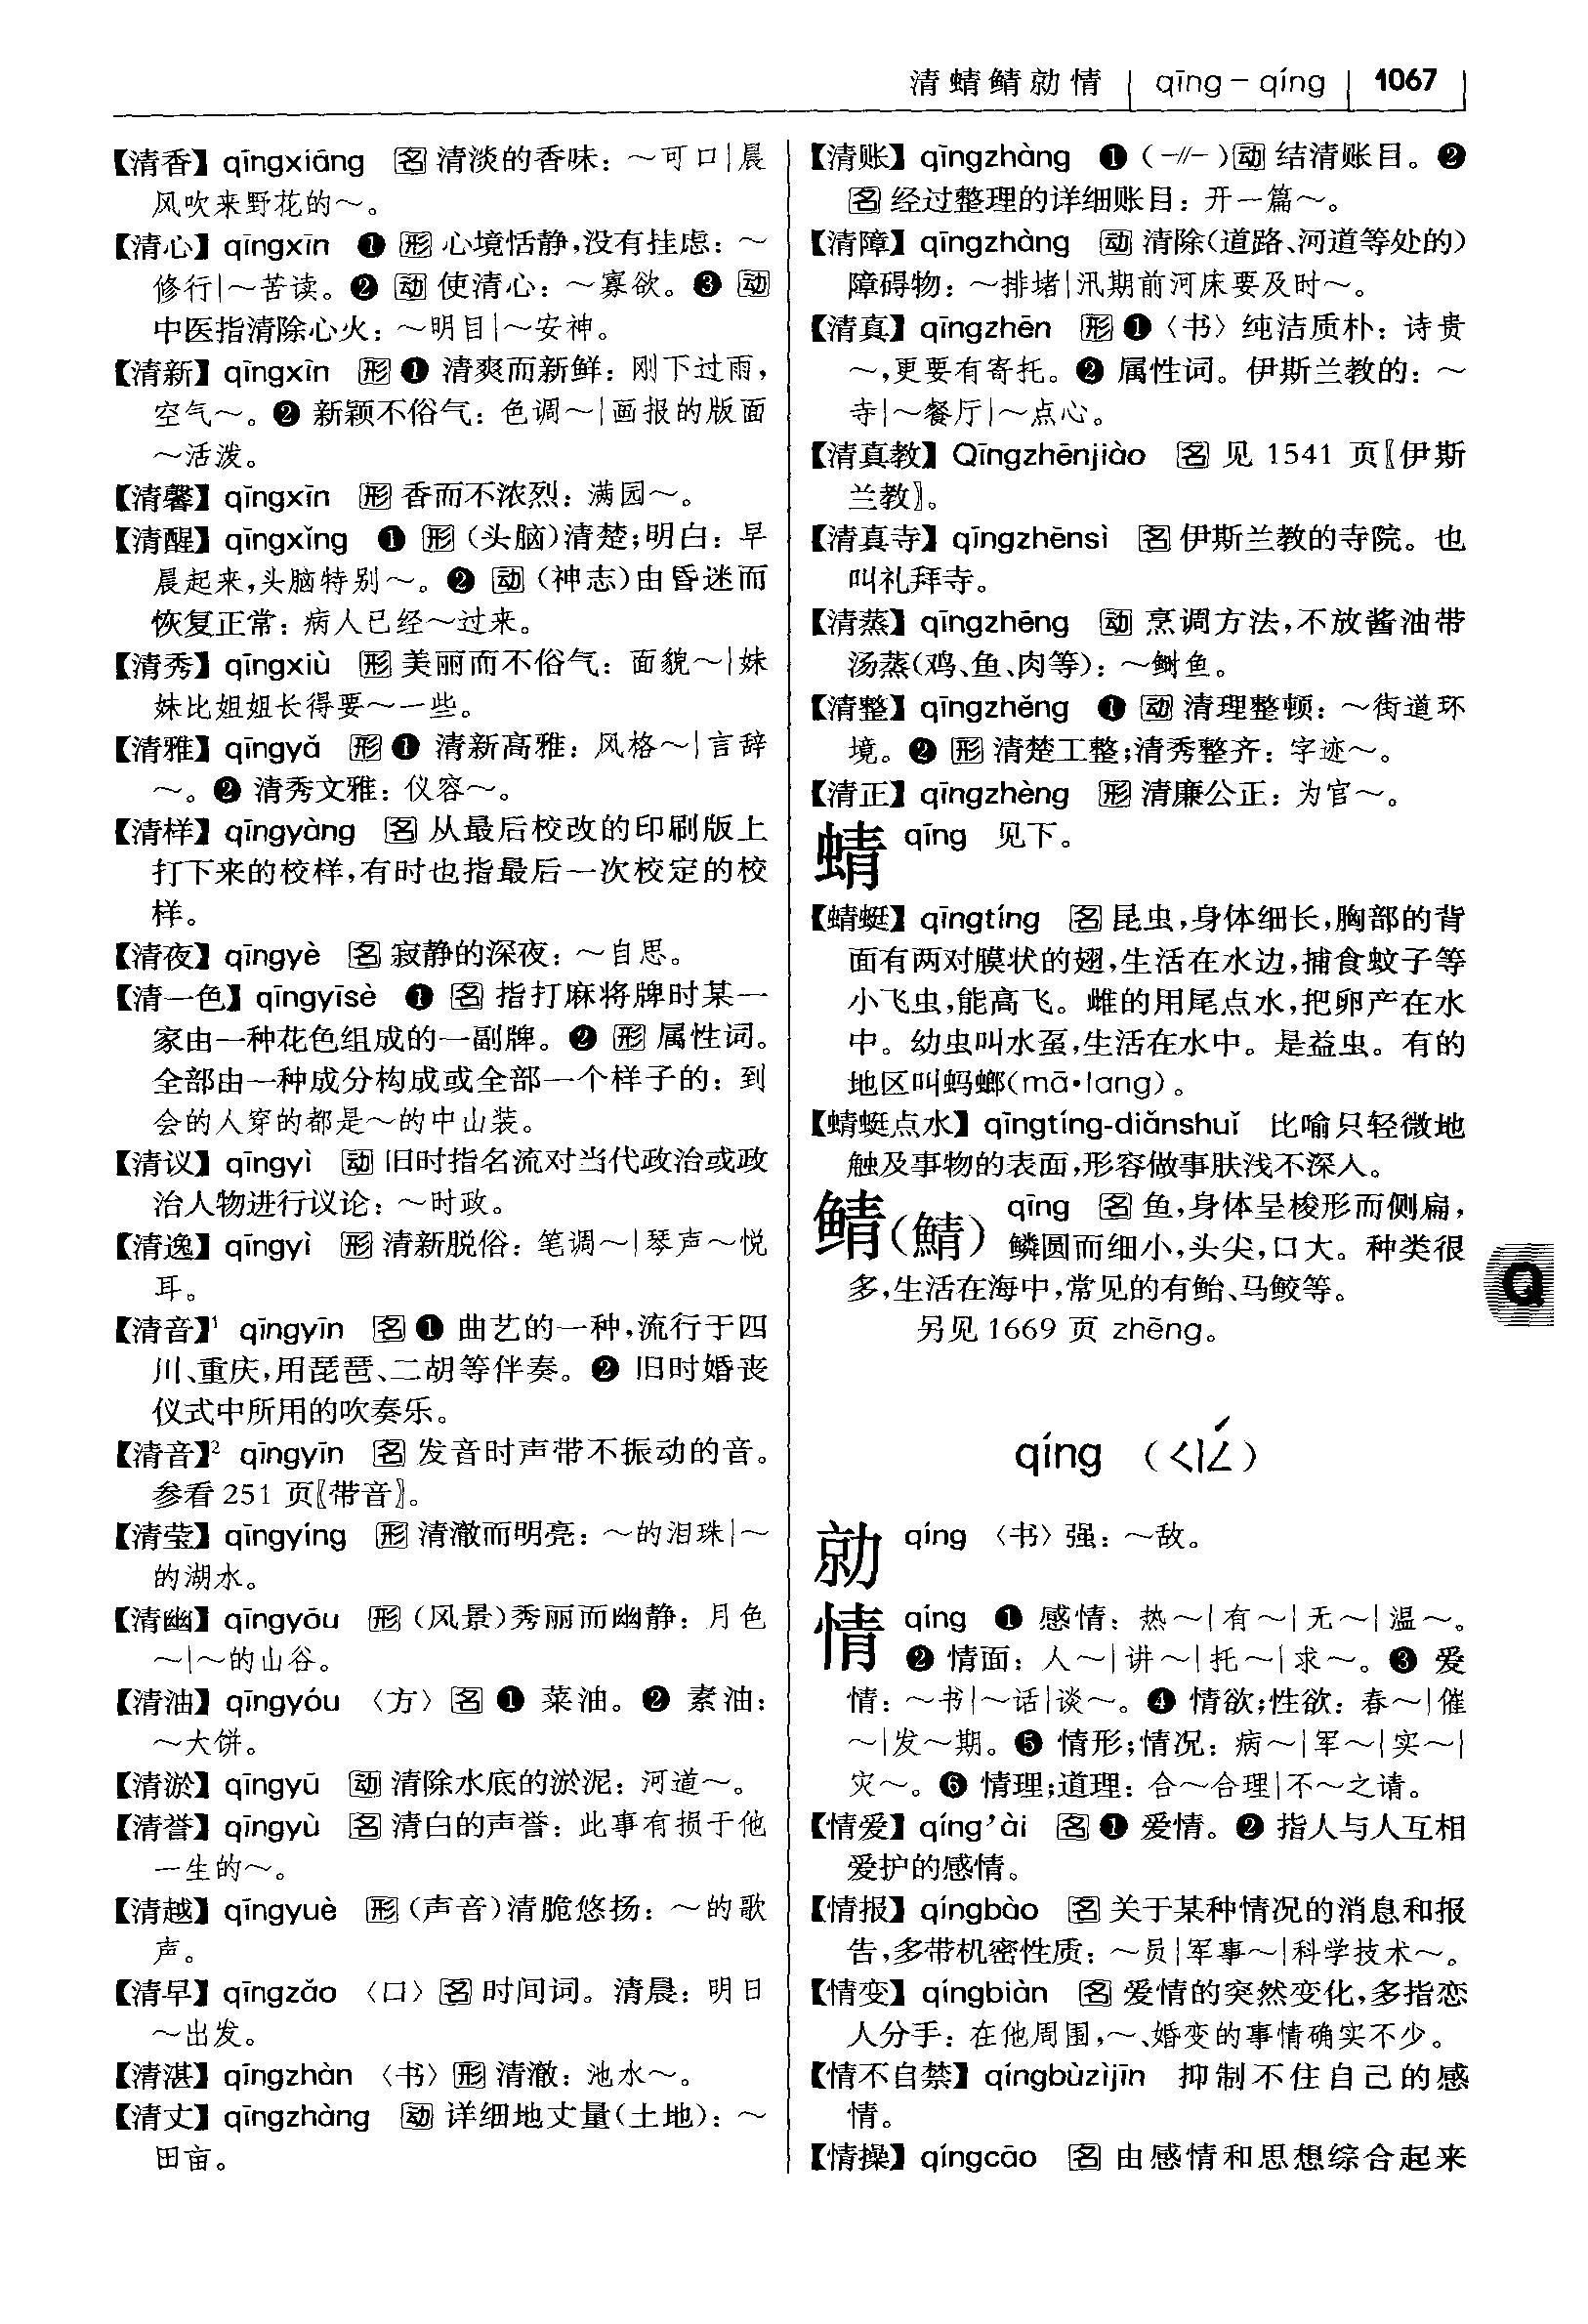 清蜻鲭勍情 | qīng－qíng | 1067
【清香】qīngxiāng 名 清淡的香味：～可口|晨
风吹来野花的～。
【清心】qīngxīn ❶ 形 心境恬静,没有挂虑：～
修行|～苦读。❷ 动 使清心：～寡欲。❸ 动
中医指清除心火：～明目|～安神。
【清新】qīngxīn 形 ❶ 清爽而新鲜：刚下过雨,
空气～。❷ 新颖不俗气：色调～|画报的版面
～活泼。
【清馨】qīngxīn 形 香而不浓烈：满园～。
【清醒】qīngxǐng ❶ 形 (头脑)清楚;明白：早
晨起来,头脑特别～。❷ 动 (神志)由昏迷而
恢复正常：病人已经～过来。
【清秀】qīngxiù 形 美丽而不俗气：面貌～|妹
妹比姐姐长得要～一些。
【清雅】qīngyǎ 形 ❶ 清新高雅：风格～|言辞
～。❷ 清秀文雅：仪容～。
【清样】qīngyàng 名 从最后校改的印刷版上
打下来的校样,有时也指最后一次校定的校
样。
【清夜】qīngyè 名 寂静的深夜：～自思。
【清一色】qīngyīsè ❶ 名 指打麻将牌时某一
家由一种花色组成的一副牌。❷ 形 属性词。
全部由一种成分构成或全部一个样子的：到
会的人穿的都是～的中山装。
【清议】qīngyì 动 旧时指名流对当代政治或政
治人物进行议论：～时政。
【清逸】qīngyì 形 清新脱俗：笔调～|琴声～悦
耳。
【清音】¹ qīngyīn 名 ❶ 曲艺的一种,流行于四
川、重庆,用琵琶、二胡等伴奏。❷ 旧时婚丧
仪式中所用的吹奏乐。
【清音】² qīngyīn 名 发音时声带不振动的音。
参看251 页〖带音〗。
【清莹】qīngyíng 形 清澈而明亮：～的泪珠|～
的湖水。
【清幽】qīngyōu 形 (风景)秀丽而幽静：月色
～|～的山谷。
【清油】qīngyóu 〈方〉名 ❶ 菜油。❷ 素油：
～大饼。
【清淤】qīngyū 动 清除水底的淤泥：河道～。
【清誉】qīngyù 名 清白的声誉：此事有损于他
一生的～。
【清越】qīngyuè 形 (声音)清脆悠扬：～的歌
声。
【清早】qīngzǎo 〈口〉名 时间词。清晨：明日
～出发。
【清湛】qīngzhàn 〈书〉形 清澈：池水～。
【清丈】qīngzhàng 动 详细地丈量(土地)：～
田亩。
【清账】qīngzhàng ❶ (-//-)动 结清账目。❷
名 经过整理的详细账目：开一篇～。
【清障】qīngzhàng 动 清除(道路、河道等处的)
障碍物：～排堵|汛期前河床要及时～。
【清真】qīngzhēn 形 ❶〈书〉纯洁质朴：诗贵
～,更要有寄托。❷ 属性词。伊斯兰教的：～
寺|～餐厅|～点心。
【清真教】Qīngzhēnjiào 名 见 1541 页〖伊斯
兰教〗。
【清真寺】qīngzhēnsì 名 伊斯兰教的寺院。也
叫礼拜寺。
【清蒸】qīngzhēng 动 烹调方法,不放酱油带
汤蒸(鸡、鱼、肉等)：～鲥鱼。
【清整】qīngzhěng ❶ 动 清理整顿：～街道环
境。❷ 形 清楚工整;清秀整齐：字迹～。
【清正】qīngzhèng 形 清廉公正：为官～。
蜻 qīng 见下。
【蜻蜓】qīngtíng 名 昆虫,身体细长,胸部的背
面有两对膜状的翅,生活在水边,捕食蚊子等
小飞虫,能高飞。雌的用尾点水,把卵产在水
中。幼虫叫水虿,生活在水中。是益虫。有的
地区叫蚂螂(mā•lang)。
【蜻蜓点水】qīngtíng-diǎnshuǐ 比喻只轻微地
触及事物的表面,形容做事肤浅不深入。
鲭(鯖) qīng 名 鱼,身体呈梭形而侧扁,
鳞圆而细小,头尖,口大。种类很
多,生活在海中,常见的有鲐、马鲛等。
另见1669 页 zhēng。
qíng （ㄑㄧㄥˊ）
勍 qíng 〈书〉强：～敌。
情 qíng ❶ 感情：热～|有～|无～|温～。
❷ 情面：人～|讲～|托～|求～。❸ 爱
情：～书|～话|谈～。❹ 情欲;性欲：春～|催
～|发～期。❺ 情形;情况：病～|军～|实～|
灾～。❻ 情理;道理：合～合理|不～之请。
【情爱】qíng'ài 名 ❶ 爱情。❷ 指人与人互相
爱护的感情。
【情报】qíngbào 名 关于某种情况的消息和报
告,多带机密性质：～员|军事～|科学技术～。
【情变】qíngbiàn 名 爱情的突然变化,多指恋
人分手：在他周围,～、婚变的事情确实不少。
【情不自禁】qíngbùzìjīn 抑制不住自己的感
情。
【情操】qíngcāo 名 由感情和思想综合起来
Q